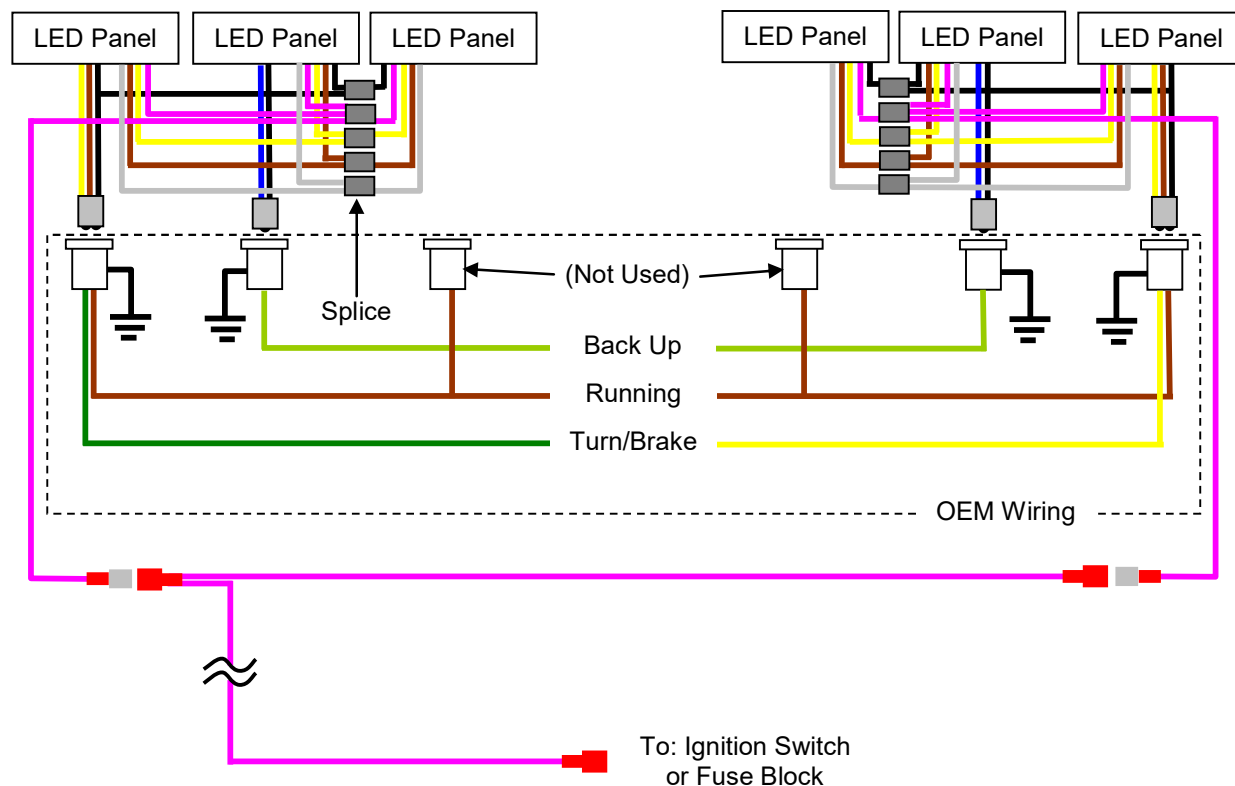 LED Panel
LED Panel
LED Panel
LED Panel
LED Panel
LED Panel
(Not Used)
Splice
Back Up
Running
Turn/Brake
OEM Wiring
To: Ignition Switch
or Fuse Block